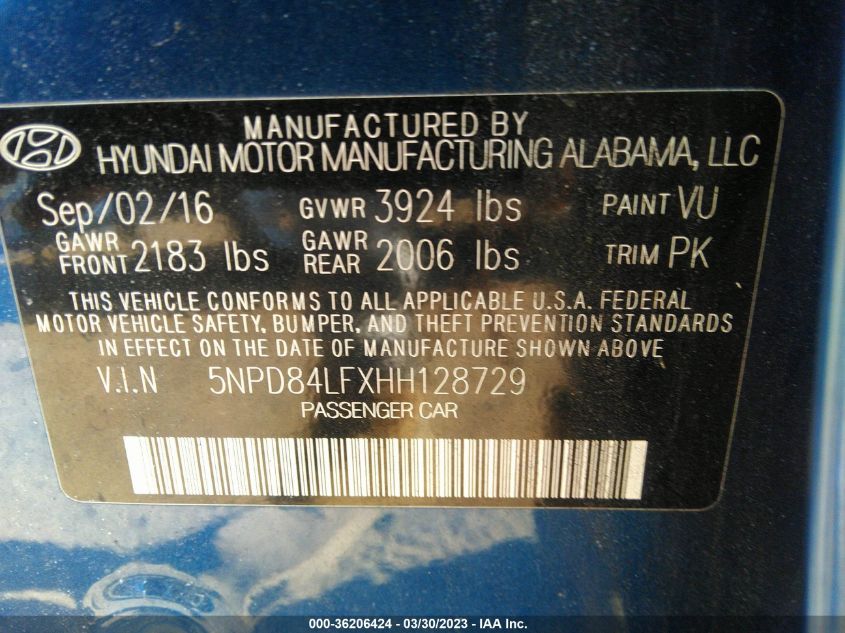 MANUFACTURED BY
HYUNDAI MOTOR MANUFACTURING ALABAMA, LLC
Sep/02/16 GVWR 3924 lbs PAINT VU
GAWR FRONT 2183 lbs GAWR REAR 2006 lbs TRIM PK
THIS VEHICLE CONFORMS TO ALL APPLICABLE U.S.A. FEDERAL
MOTOR VEHICLE SAFETY, BUMPER, AND THEFT PREVENTION STANDARDS
IN EFFECT ON THE DATE OF MANUFACTURE SHOWN ABOVE
V.I.N 5NPD84LFXHH128729
PASSENGER CAR
000-36206424 - 03/30/2023 - IAA Inc.